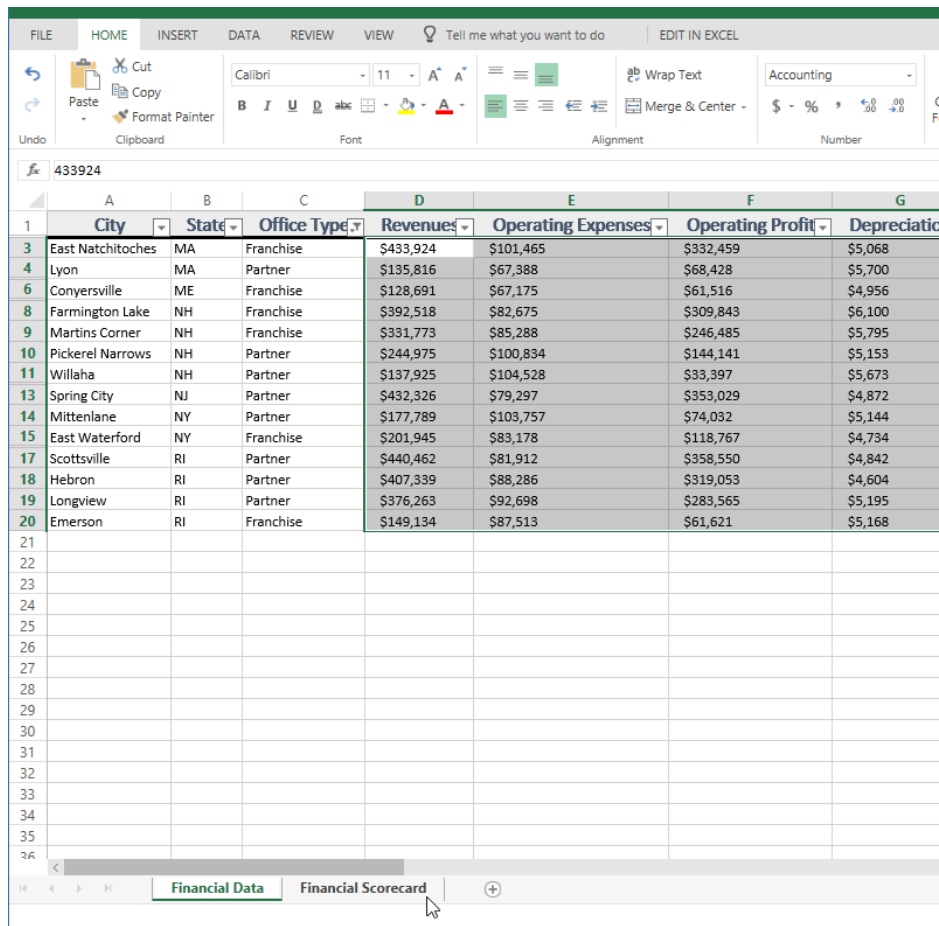 FILE HOME INSERT DATA REVIEW VIEW Tell me what you want to do EDIT IN EXCEL
Cut
Copy
Paste
Format Painter
Calibri 11 A A
B I U D abc A
ab Wrap Text
Merge & Center
Accounting
$ % , .00 .00 .0
Undo Clipboard Font Alignment Number
fx 433924
A B C D E F G
1 City State Office Type Revenues Operating Expenses Operating Profit
3 East Natchitoches MA Franchise $433,924 $101,465 $332,459 $5,068
4 Lyon MA Partner $135,816 $67,388 $68,428 $5,700
6 Conyersville ME Franchise $128,691 $67,175 $61,516 $4,956
8 Farmington Lake NH Franchise $392,518 $82,675 $309,843 $6,100
9 Martins Corner NH Franchise $331,773 $85,288 $246,485 $5,795
10 Pickerel Narrows NH Partner $244,975 $100,834 $144,141 $5,153
11 Willaha NH Partner $137,925 $104,528 $33,397 $5,673
13 Spring City NJ Partner $432,326 $79,297 $353,029 $4,872
14 Mittenlane NY Partner $177,789 $103,757 $74,032 $5,144
15 East Waterford NY Franchise $201,945 $83,178 $118,767 $4,734
17 Scottsville RI Partner $440,462 $81,912 $358,550 $4,842
18 Hebron RI Partner $407,339 $88,286 $319,053 $4,604
19 Longview RI Partner $376,263 $92,698 $283,565 $5,195
20 Emerson RI Franchise $149,134 $87,513 $61,621 $5,168
21
22
23
24
25
26
27
28
29
30
31
32
33
34
35
36
Financial Data Financial Scorecard